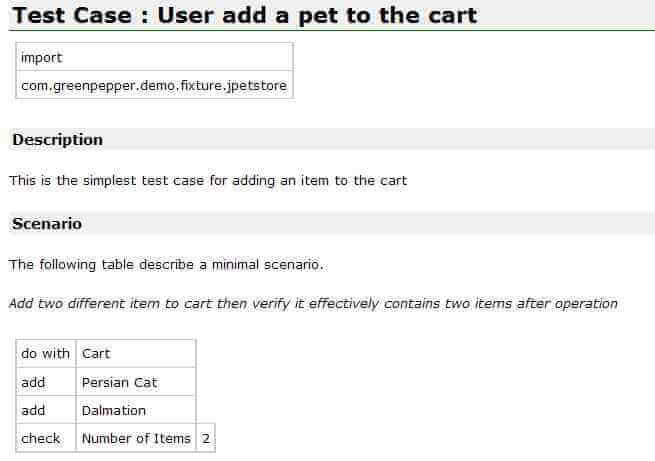 Test Case : User add a pet to the cart
import
com.greenpepper.demo.fixture.jpetstore
Description
This is the simplest test case for adding an item to the cart
Scenario
The following table describe a minimal scenario.
Add two different item to cart then verify it effectively contains two items after operation
do with Cart
add Persian Cat
add Dalmation
check Number of Items 2